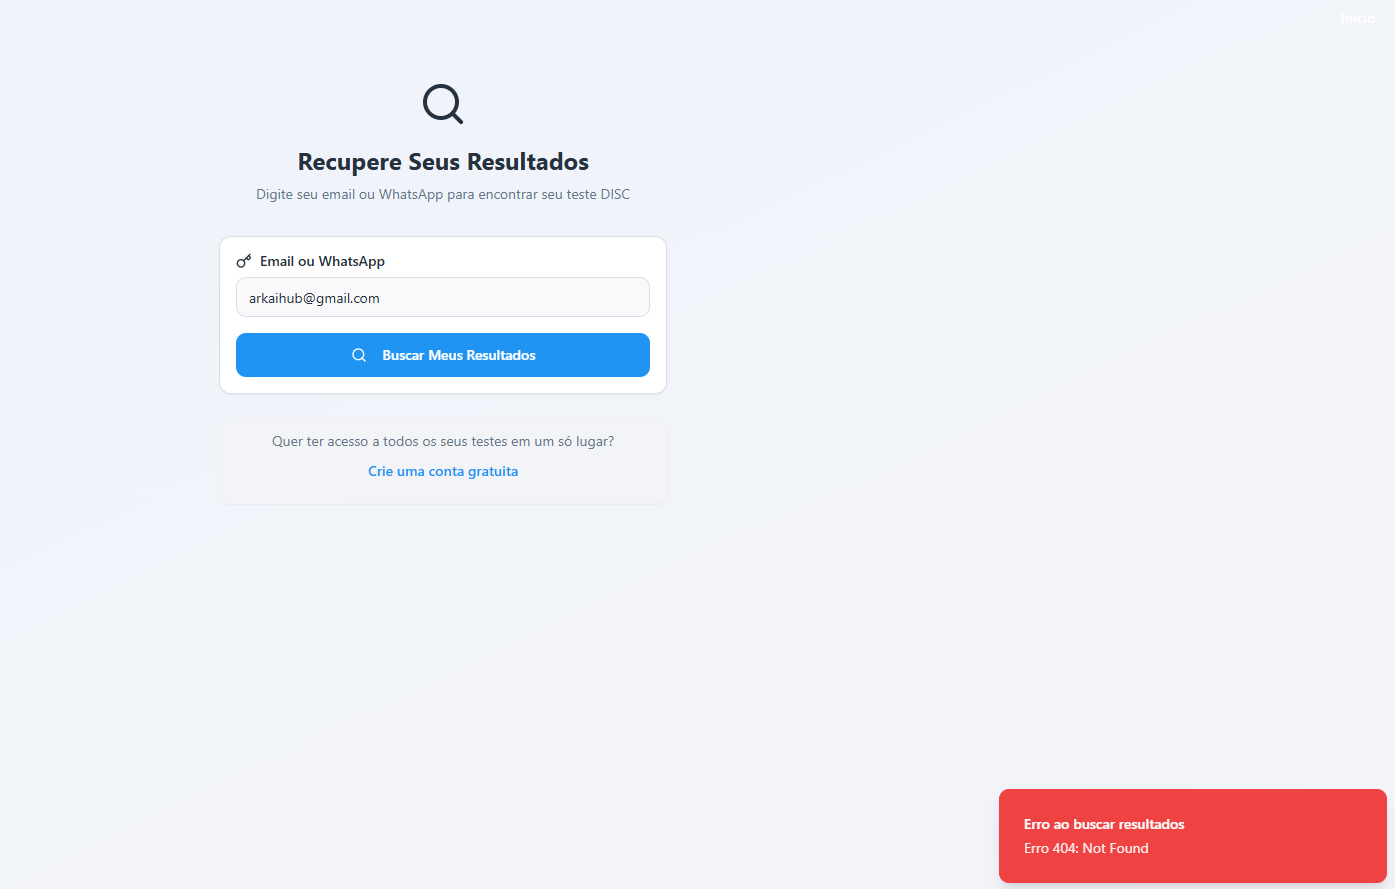 Início
Recupere Seus Resultados
Digite seu email ou WhatsApp para encontrar seu teste DISC
Email ou WhatsApp
arkaihub@gmail.com
Buscar Meus Resultados
Quer ter acesso a todos os seus testes em um só lugar?
Crie uma conta gratuita
Erro ao buscar resultados
Erro 404: Not Found